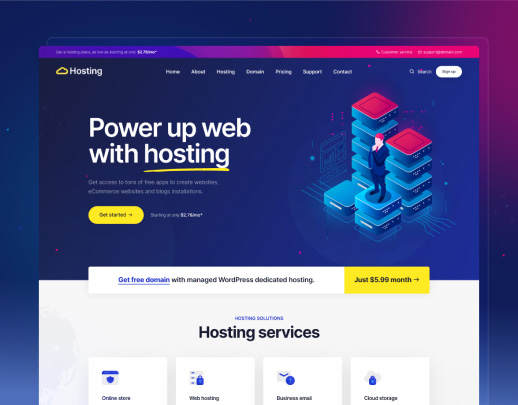 Get a hosting plans, as low as starting at only $2.76/mo*
Customer service
support@domain.com
Hosting
Home About Hosting Domain Pricing Support Contact
Search
Sign up
Power up web
with hosting
Get access to tons of free apps to create websites,
eCommerce websites and blogs installations.
Get started →
Starting at only $2.76/mo*
Get free domain with managed WordPress dedicated hosting.
Just $5.99 month →
HOSTING SOLUTIONS
Hosting services
Online store
Web hosting
Business email
Cloud storage